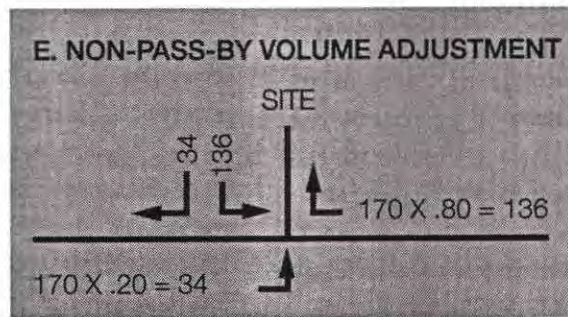 E. NON-PASS-BY VOLUME ADJUSTMENT
SITE
34
136
170 X .80 = 136
170 X .20 = 34